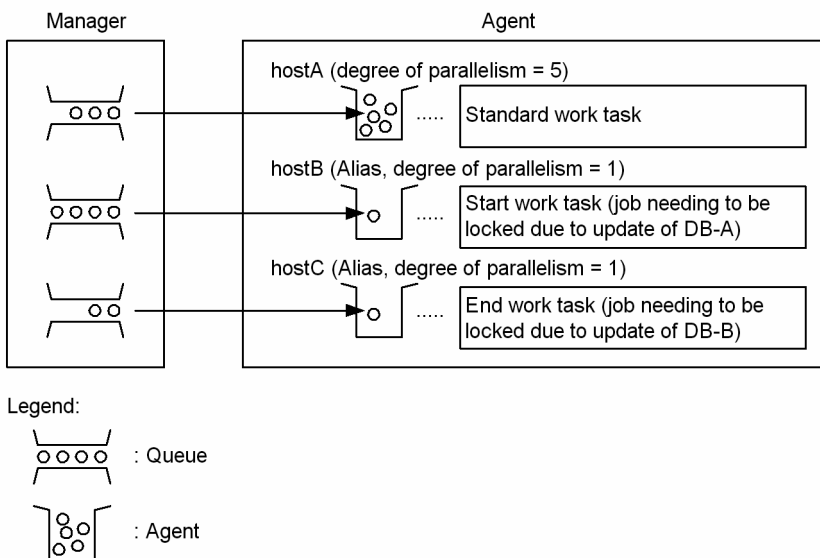 Manager
Agent
hostA (degree of parallelism = 5)
.....
Standard work task
hostB (Alias, degree of parallelism = 1)
.....
Start work task (job needing to be
locked due to update of DB-A)
hostC (Alias, degree of parallelism = 1)
.....
End work task (job needing to be
locked due to update of DB-B)
Legend:
: Queue
: Agent